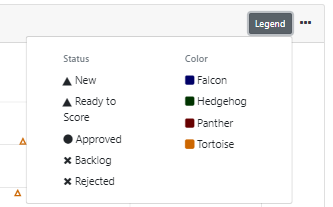 Legend
Status
New
Ready to
Score
Approved
Backlog
Rejected
Color
Falcon
Hedgehog
Panther
Tortoise